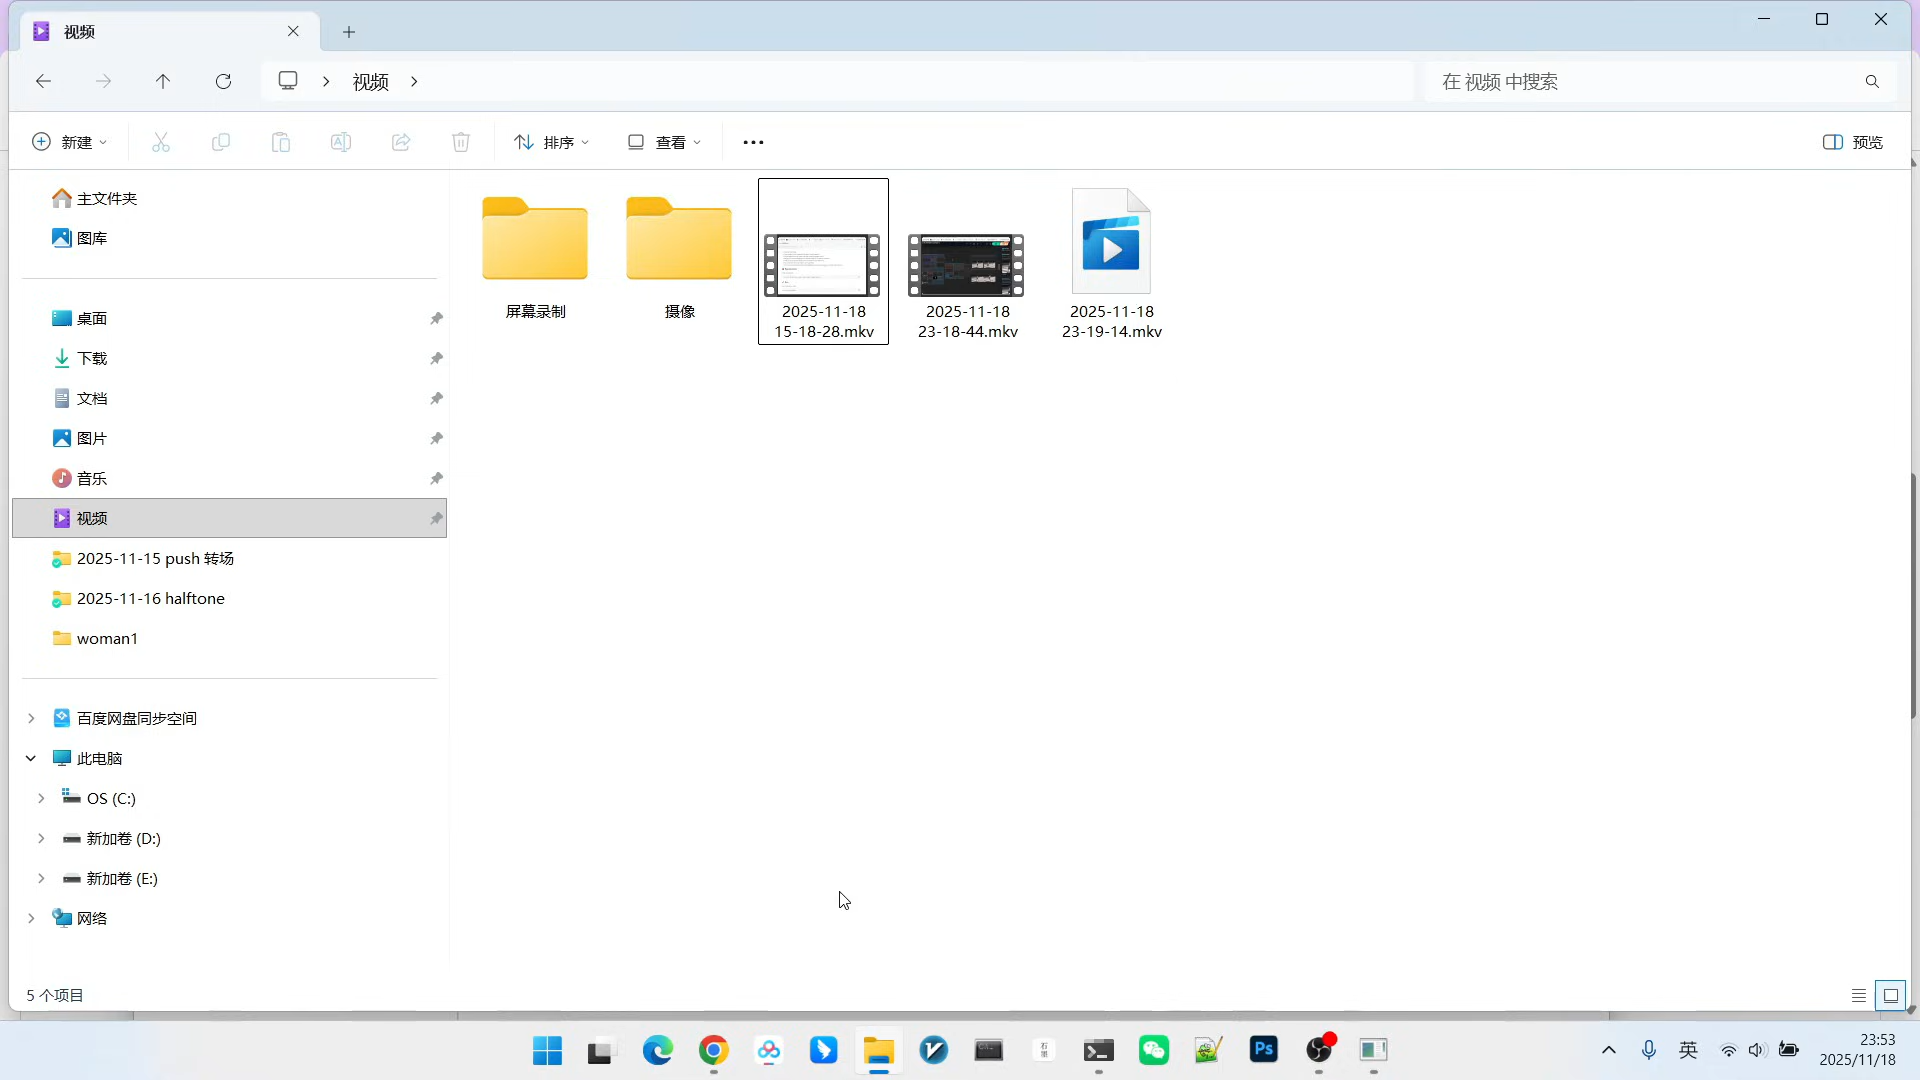 视频
视频
在 视频 中搜索
新建
排序
查看
预览
主文件夹
图库
桌面
下载
文档
图片
音乐
视频
2025-11-15 push 转场
2025-11-16 halftone
woman1
百度网盘同步空间
此电脑
OS (C:)
新加卷 (D:)
新加卷 (E:)
网络
屏幕录制
摄像
2025-11-18
15-18-28.mkv
2025-11-18
23-18-44.mkv
2025-11-18
23-19-14.mkv
5 个项目
石墨
Ps
英
23:53
2025/11/18